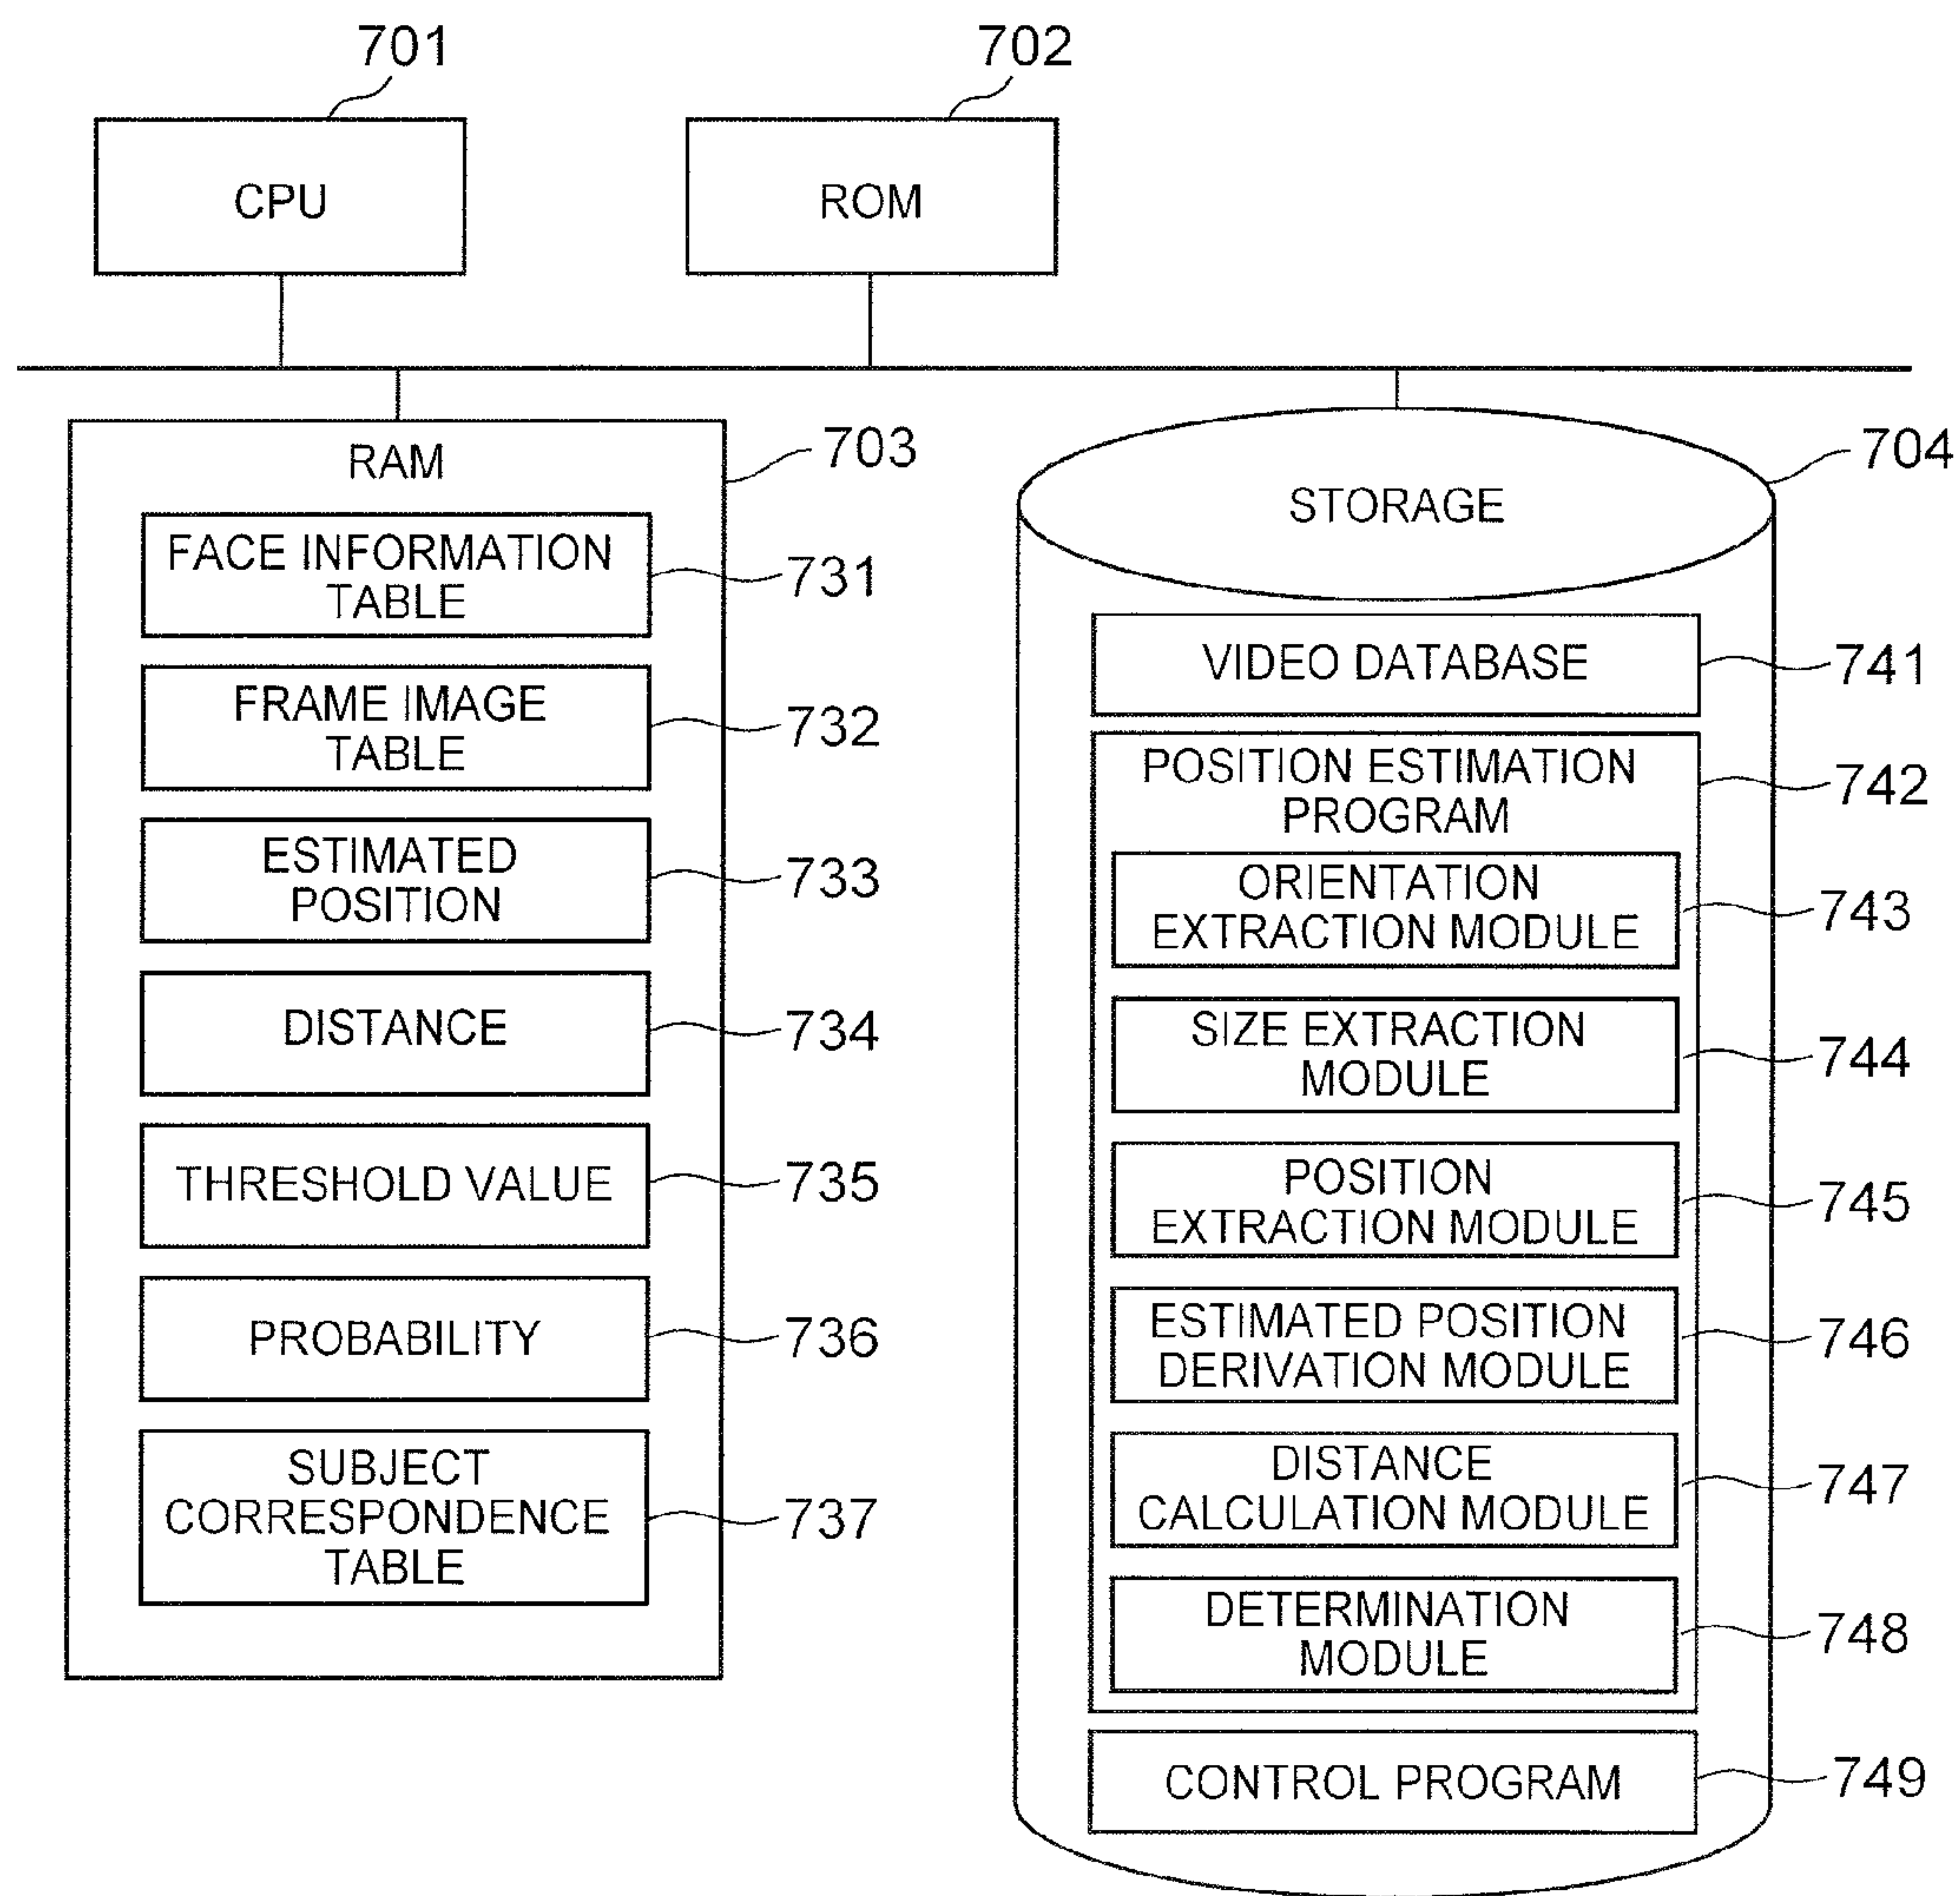 701
702
CPU
ROM
RAM
703
FACE INFORMATION
TABLE
731
FRAME IMAGE
TABLE
732
ESTIMATED
POSITION
733
DISTANCE
734
THRESHOLD VALUE
735
PROBABILITY
736
SUBJECT
CORRESPONDENCE
TABLE
737
STORAGE
704
VIDEO DATABASE
741
POSITION ESTIMATION
PROGRAM
742
ORIENTATION
EXTRACTION MODULE
743
SIZE EXTRACTION
MODULE
744
POSITION
EXTRACTION MODULE
745
ESTIMATED POSITION
DERIVATION MODULE
746
DISTANCE
CALCULATION MODULE
747
DETERMINATION
MODULE
748
CONTROL PROGRAM
749